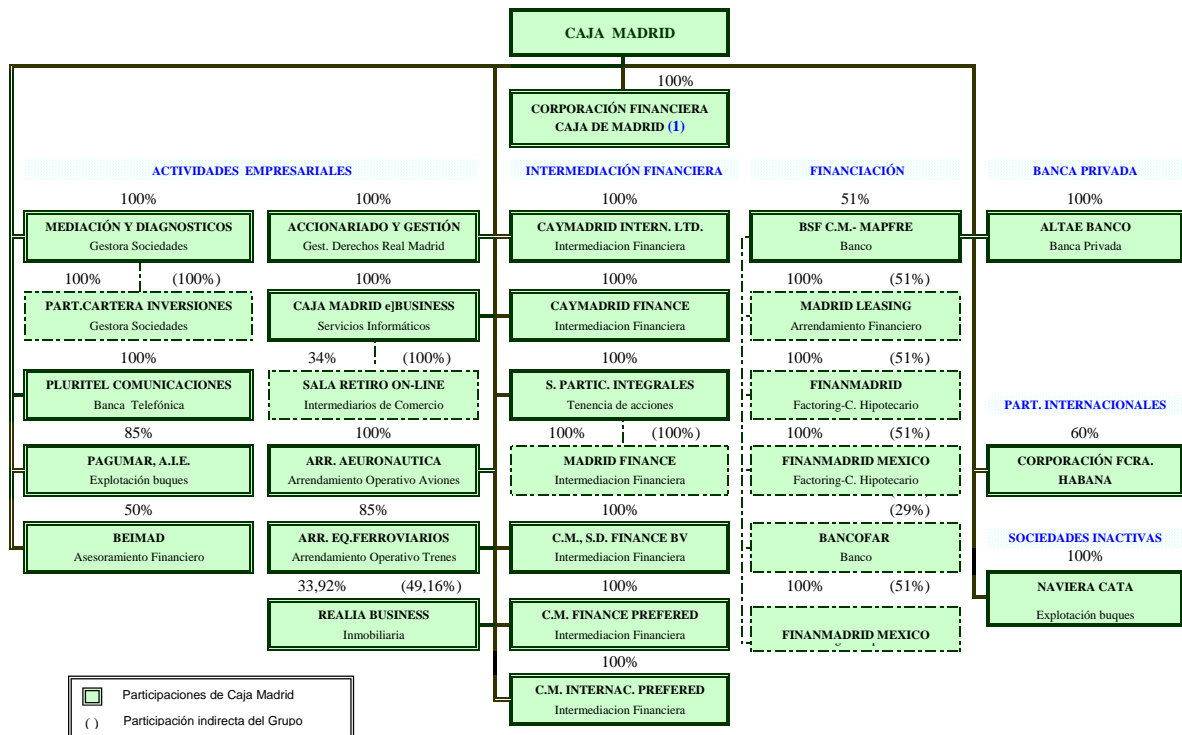 CAJA MADRID
100%
CORPORACIÓN FINANCIERA
CAJA DE MADRID (1)
ACTIVIDADES EMPRESARIALES
INTERMEDIACIÓN FINANCIERA
FINANCIACIÓN
BANCA PRIVADA
100%
100%
100%
51%
100%
MEDIACIÓN Y DIAGNOSTICOS
Gestora Sociedades
ACCIONARIADO Y GESTIÓN
Gest. Derechos Real Madrid
CAYMADRID INTERN. LTD.
Intermediacion Financiera
BSF C.M.- MAPFRE
Banco
ALTAE BANCO
Banca Privada
100% (100%)
100%
100%
100% (51%)
PART.CARTERA INVERSIONES
Gestora Sociedades
CAJA MADRID e]BUSINESS
Servicios Informáticos
CAYMADRID FINANCE
Intermediacion Financiera
MADRID LEASING
Arrendamiento Financiero
100%
34% (100%)
100%
100% (51%)
PLURITEL COMUNICACIONES
Banca Telefónica
SALA RETIRO ON-LINE
Intermediarios de Comercio
S. PARTIC. INTEGRALES
Tenencia de acciones
FINANMADRID
Factoring-C. Hipotecario
PART. INTERNACIONALES
85%
100%
100% (100%)
100% (51%)
60%
PAGUMAR, A.I.E.
Explotación buques
ARR. AEURONAUTICA
Arrendamiento Operativo Aviones
MADRID FINANCE
Intermediacion Financiera
FINANMADRID MEXICO
Factoring-C. Hipotecario
CORPORACIÓN FCRA.
HABANA
50%
85%
100%
(29%)
BEIMAD
Asesoramiento Financiero
ARR. EQ.FERROVIARIOS
Arrendamiento Operativo Trenes
C.M., S.D. FINANCE BV
Intermediacion Financiera
BANCOFAR
Banco
SOCIEDADES INACTIVAS
100%
33,92% (49,16%)
100%
100% (51%)
NAVIERA CATA
Explotación buques
REALIA BUSINESS
Inmobiliaria
C.M. FINANCE PREFERED
Intermediacion Financiera
FINANMADRID MEXICO
100%
C.M. INTERNAC. PREFERED
Intermediacion Financiera
Participaciones de Caja Madrid
( ) Participación indirecta del Grupo